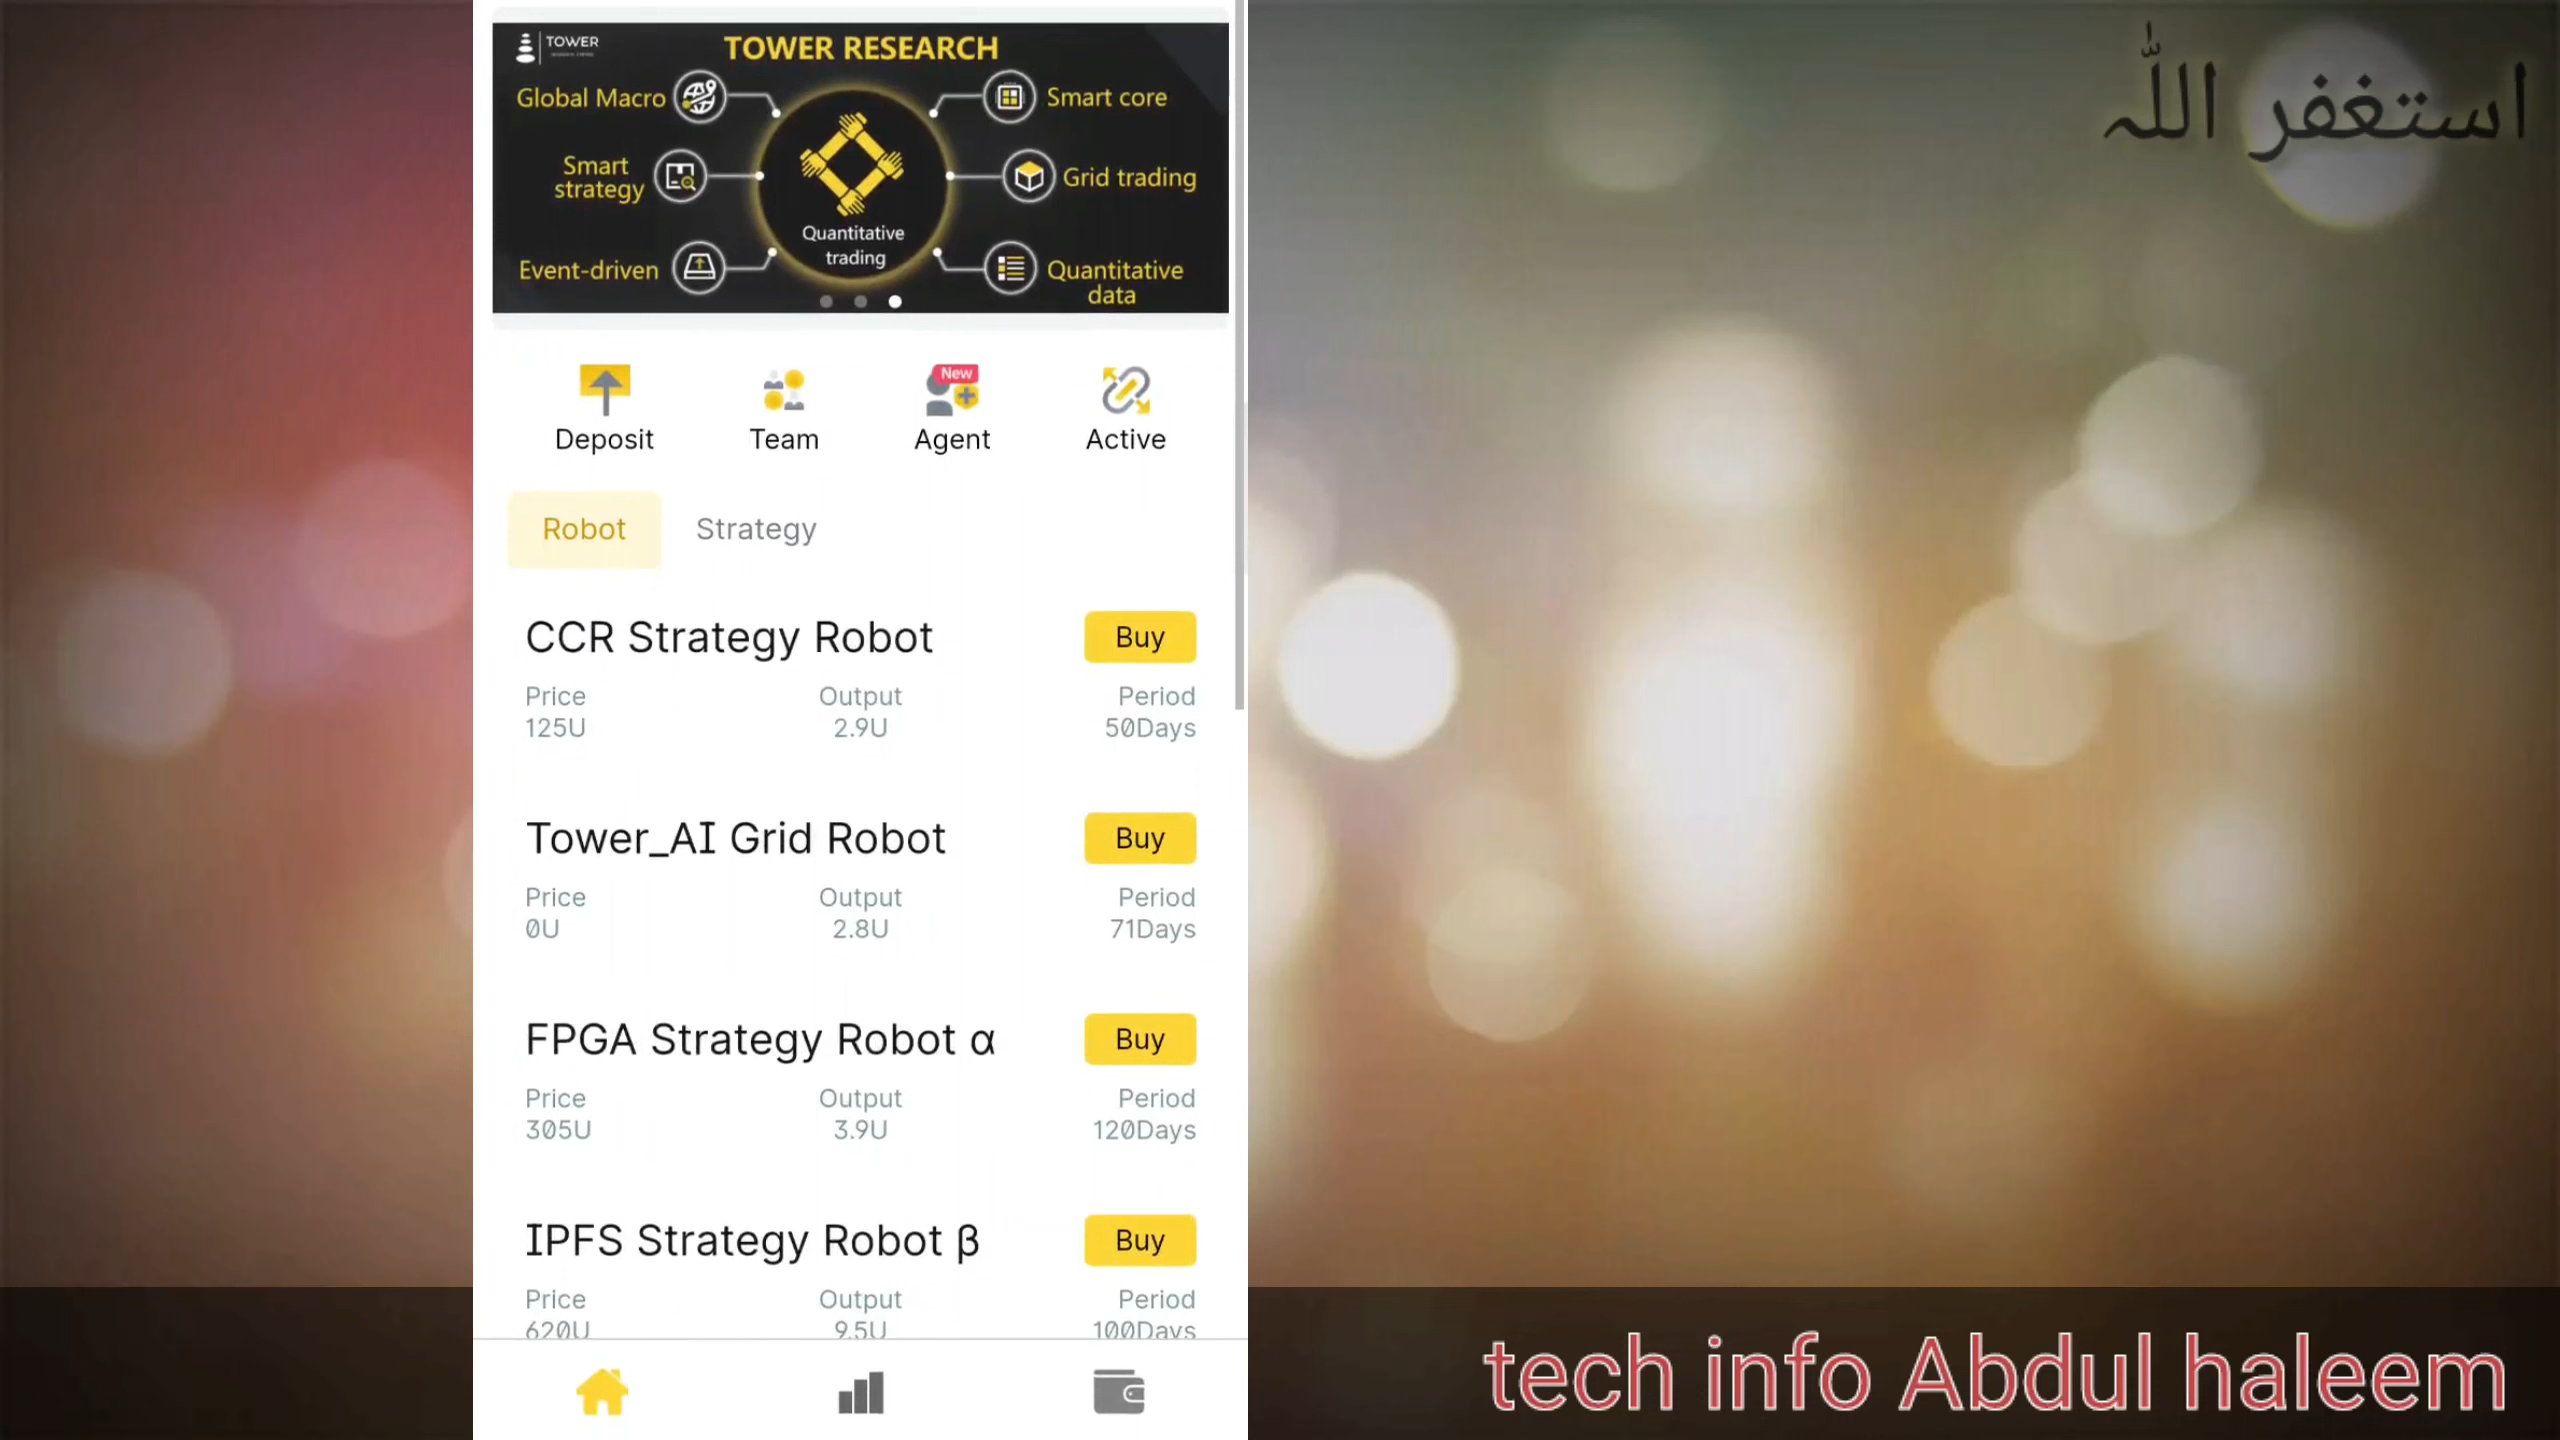 TOWER
TOWER RESEARCH
Global Macro
Smart core
Smart
strategy
Grid trading
Quantitative
trading
Event-driven
Quantitative
data
Deposit
Team
New
Agent
Active
Robot
Strategy
CCR Strategy Robot
Buy
Price
Output
Period
125U
2.9U
50Days
Tower_AI Grid Robot
Buy
Price
Output
Period
0U
2.8U
71Days
FPGA Strategy Robot α
Buy
Price
Output
Period
305U
3.9U
120Days
IPFS Strategy Robot β
Buy
Price
Output
Period
620U
9.5U
100Days
استغفر اللّٰہ
tech info Abdul haleem